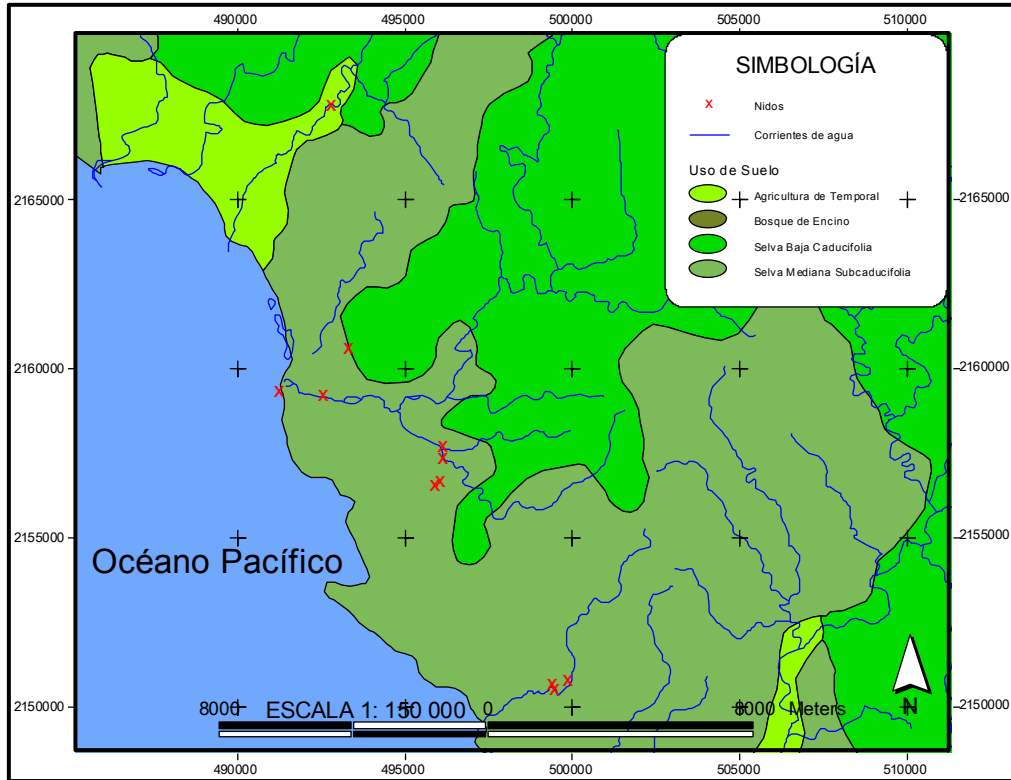 490000 495000 500000 505000 510000
SIMBOLOGÍA
x Nidos
Corrientes de agua
Uso de Suelo
Agricultura de Temporal
Bosque de Encino
Selva Baja Caducifolia
Selva Mediana Subcaducifolia
2165000 2165000
2160000 2160000
2155000 2155000
Océano Pacífico
2150000 2150000
8000 ESCALA 1: 150 000 0 8000 Meters N
490000 495000 500000 505000 510000